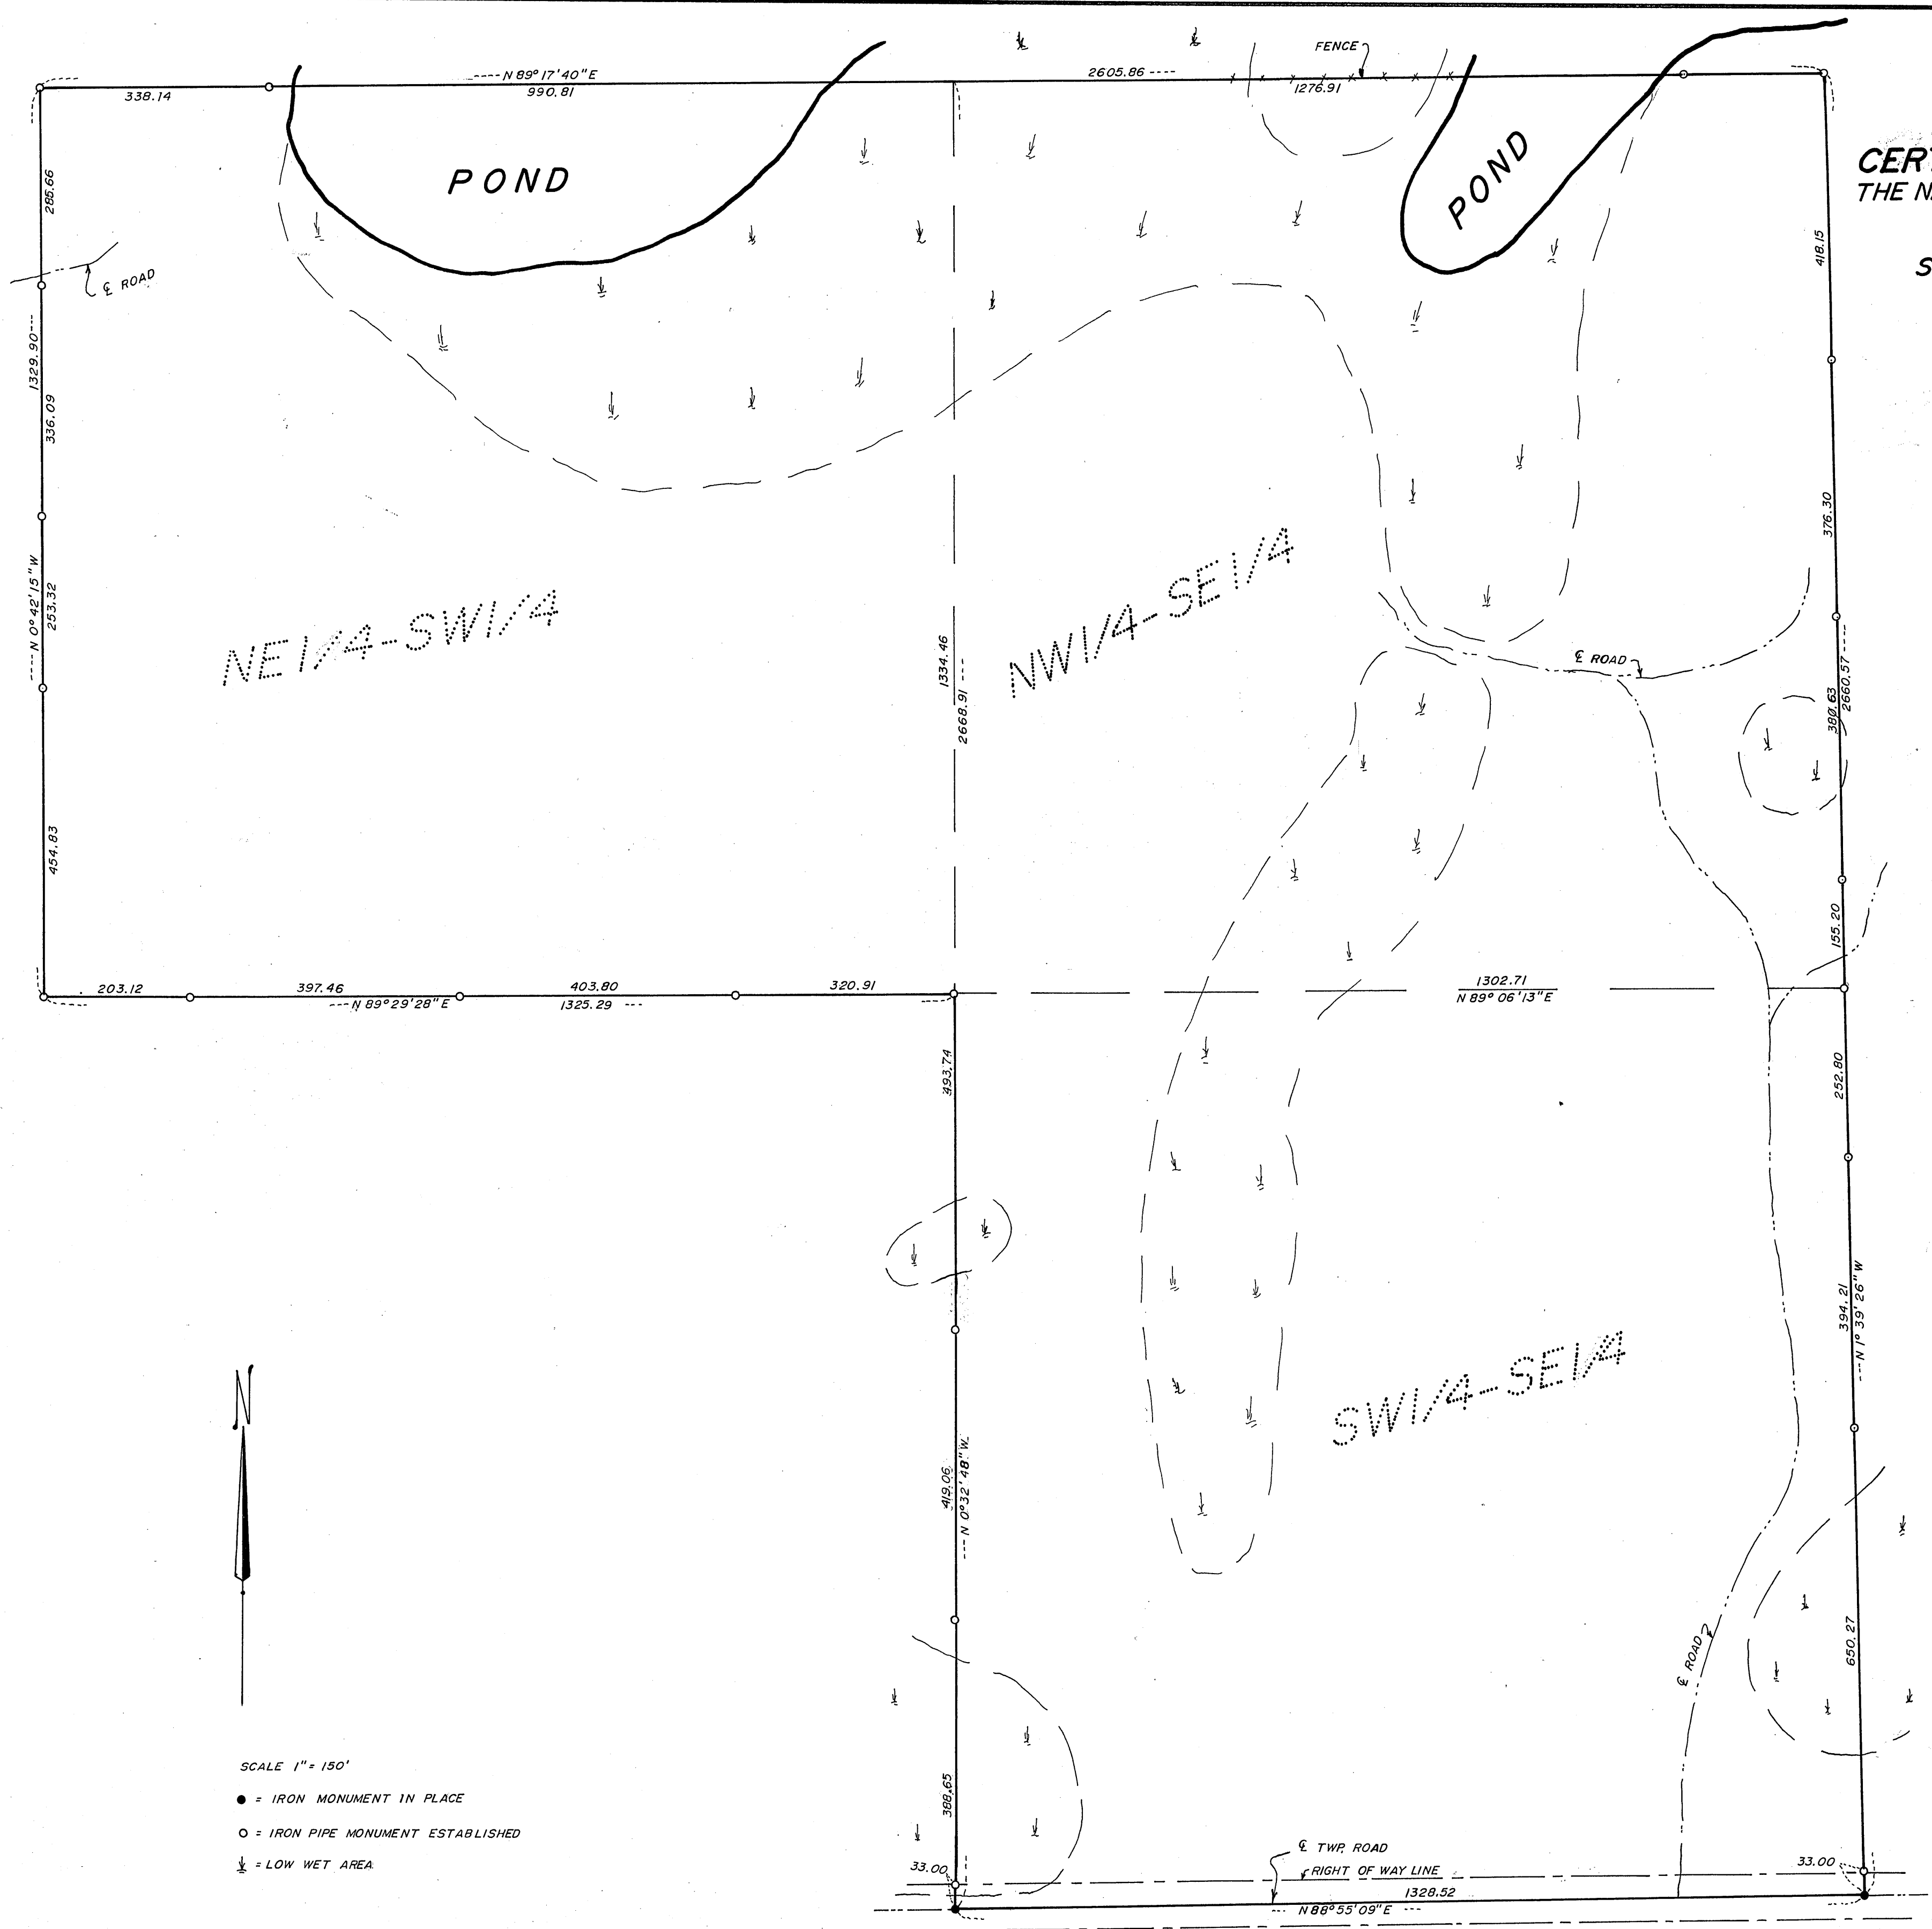 FENCE
----N 89° 17'40"E
2605.86 ----
338.14
990.81
1276.91
POND
POND
CER
THE N
S
285.66
418.15
℄ ROAD
1329.90---
336.09
376.30
NE1/4-SW1/4
NW1/4-SE1/4
---- N 0° 42' 15" W
253.32
1334.46
2668.91 ----
℄ ROAD
380.63
2660.57 ----
454.83
155.20
203.12
397.46
403.80
320.91
---N 89° 29'28"E
1325.29 ---
1302.71
N 89° 06'13"E
493.74
252.80
394.21
---N 1° 39' 26" W
SW1/4-SE1/4
N
419.06
---N 0° 32' 48" W
℄ ROAD
650.27
SCALE 1" = 150'
= IRON MONUMENT IN PLACE
= IRON PIPE MONUMENT ESTABLISHED
= LOW WET AREA
388.65
℄ TWP. ROAD
33.00
RIGHT OF WAY LINE
33.00
1328.52
--- N 88° 55' 09"E ---